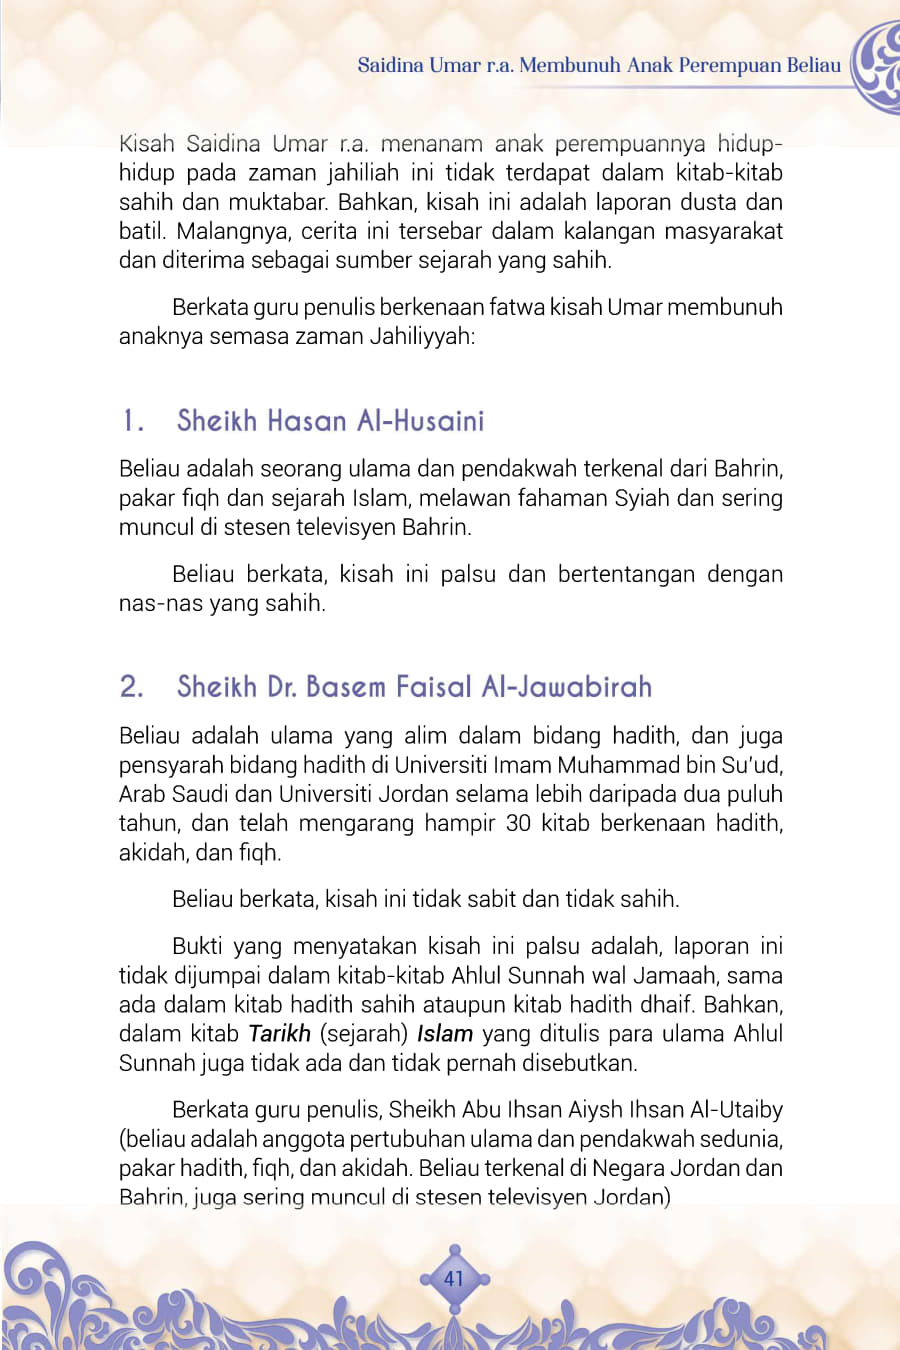 Saidina Umar r.a. Membunuh Anak Perempuan Beliau
Kisah Saidina Umar r.a. menanam anak perempuannya hidup-
hidup pada zaman jahiliah ini tidak terdapat dalam kitab-kitab
sahih dan muktabar. Bahkan, kisah ini adalah laporan dusta dan
batil. Malangnya, cerita ini tersebar dalam kalangan masyarakat
dan diterima sebagai sumber sejarah yang sahih.
Berkata guru penulis berkenaan fatwa kisah Umar membunuh
anaknya semasa zaman Jahiliyyah:
1. Sheikh Hasan Al-Husaini
Beliau adalah seorang ulama dan pendakwah terkenal dari Bahrin,
pakar fiqh dan sejarah Islam, melawan fahaman Syiah dan sering
muncul di stesen televisyen Bahrin.
Beliau berkata, kisah ini palsu dan bertentangan dengan
nas-nas yang sahih.
2. Sheikh Dr. Basem Faisal Al-Jawabirah
Beliau adalah ulama yang alim dalam bidang hadith, dan juga
pensyarah bidang hadith di Universiti Imam Muhammad bin Su'ud,
Arab Saudi dan Universiti Jordan selama lebih daripada dua puluh
tahun, dan telah mengarang hampir 30 kitab berkenaan hadith,
akidah, dan fiqh.
Beliau berkata, kisah ini tidak sabit dan tidak sahih.
Bukti yang menyatakan kisah ini palsu adalah, laporan ini
tidak dijumpai dalam kitab-kitab Ahlul Sunnah wal Jamaah, sama
ada dalam kitab hadith sahih ataupun kitab hadith dhaif. Bahkan,
dalam kitab Tarikh (sejarah) Islam yang ditulis para ulama Ahlul
Sunnah juga tidak ada dan tidak pernah disebutkan.
Berkata guru penulis, Sheikh Abu Ihsan Aiysh Ihsan Al-Utaiby
(beliau adalah anggota pertubuhan ulama dan pendakwah sedunia,
pakar hadith, fiqh, dan akidah. Beliau terkenal di Negara Jordan dan
Bahrin, juga sering muncul di stesen televisyen Jordan)
41